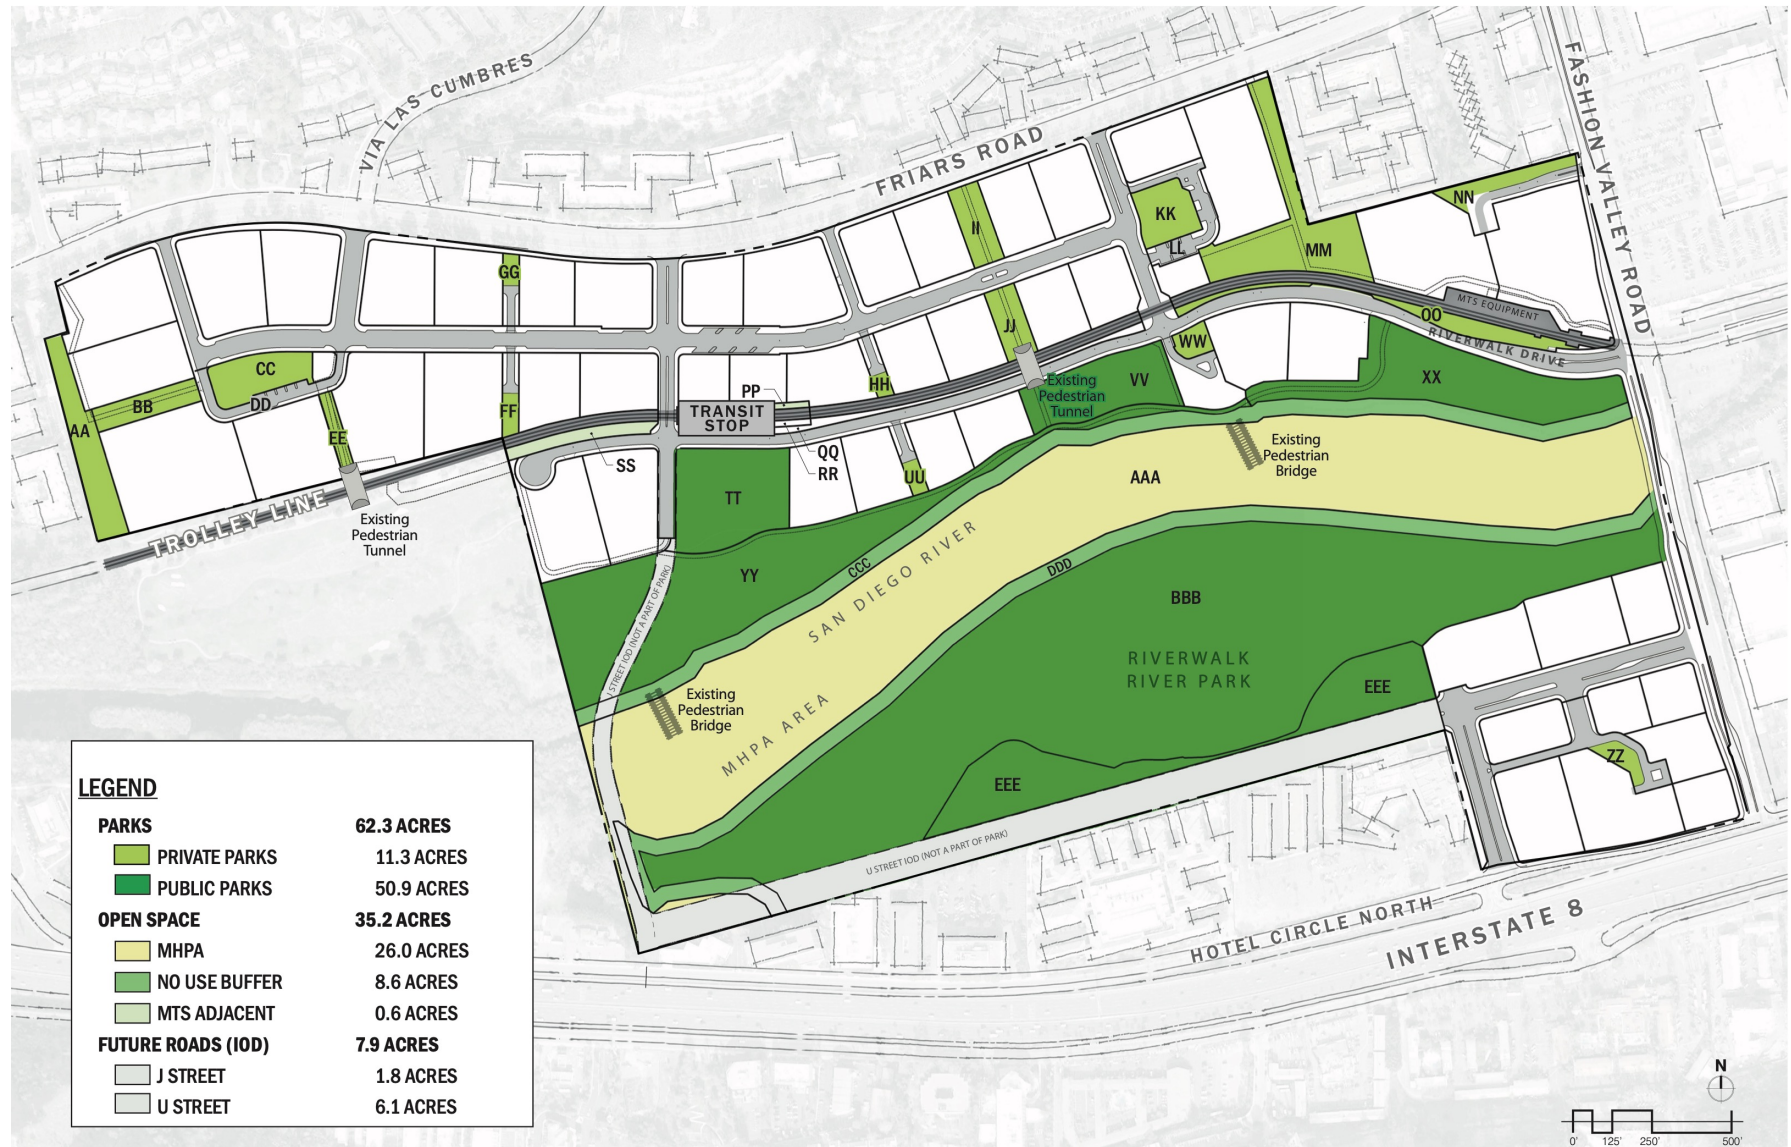 VIA LAS CUMBRES
FRIARS ROAD
FASHION VALLEY ROAD
NN
KK
II
LL
MM
GG
MTS EQUIPMENT
OO
RIVERWALK DRIVE
JJ
WW
CC
BB
DD
AA
EE
FF
HH
VV
XX
PP
TRANSIT
STOP
QQ
RR
SS
UU
Existing
Pedestrian
Tunnel
Existing
Pedestrian
Bridge
TROLLEY LINE
Existing
Pedestrian
Tunnel
TT
AAA
YY
CCC
DDD
SAN DIEGO RIVER
BBB
J STREET IOD (NOT A PART OF PARK)
RIVERWALK
RIVER PARK
EEE
Existing
Pedestrian
Bridge
MHPA AREA
EEE
ZZ
U STREET IOD (NOT A PART OF PARK)
HOTEL CIRCLE NORTH
INTERSTATE 8
LEGEND
PARKS 62.3 ACRES
PRIVATE PARKS 11.3 ACRES
PUBLIC PARKS 50.9 ACRES
OPEN SPACE 35.2 ACRES
MHPA 26.0 ACRES
NO USE BUFFER 8.6 ACRES
MTS ADJACENT 0.6 ACRES
FUTURE ROADS (IOD) 7.9 ACRES
J STREET 1.8 ACRES
U STREET 6.1 ACRES
N
0' 125' 250' 500'